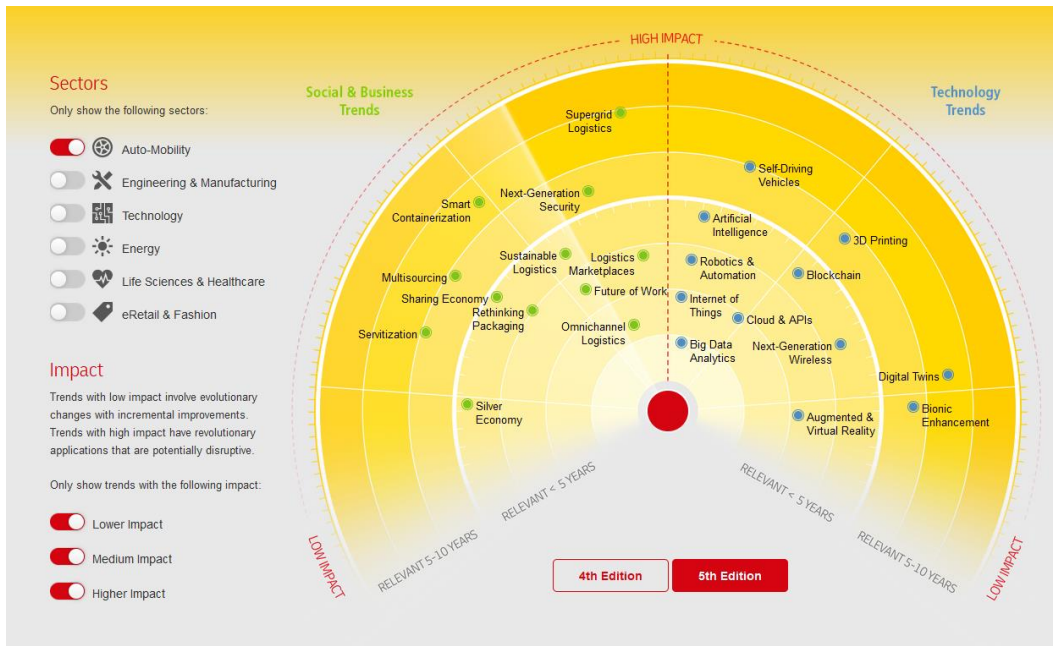 Sectors
Only show the following sectors:
Auto-Mobility
Engineering & Manufacturing
Technology
Energy
Life Sciences & Healthcare
eRetail & Fashion
Impact
Trends with low impact involve evolutionary
changes with incremental improvements.
Trends with high impact have revolutionary
applications that are potentially disruptive.
Only show trends with the following impact:
Lower Impact
Medium Impact
Higher Impact
HIGH IMPACT
Social & Business
Trends
Technology
Trends
Supergrid
Logistics
Next-Generation
Security
Smart
Containerization
Sustainable
Logistics
Logistics
Marketplaces
Multisourcing
Sharing Economy
Future of Work
Rethinking
Packaging
Servitization
Omnichannel
Logistics
Silver
Economy
Self-Driving
Vehicles
Artificial
Intelligence
3D Printing
Robotics &
Automation
Blockchain
Internet of
Things
Cloud & APIs
Big Data
Analytics
Next-Generation
Wireless
Digital Twins
Augmented &
Virtual Reality
Bionic
Enhancement
LOW IMPACT
RELEVANT 5-10 YEARS
RELEVANT < 5 YEARS
RELEVANT < 5 YEARS
RELEVANT 5-10 YEARS
LOW IMPACT
4th Edition
5th Edition